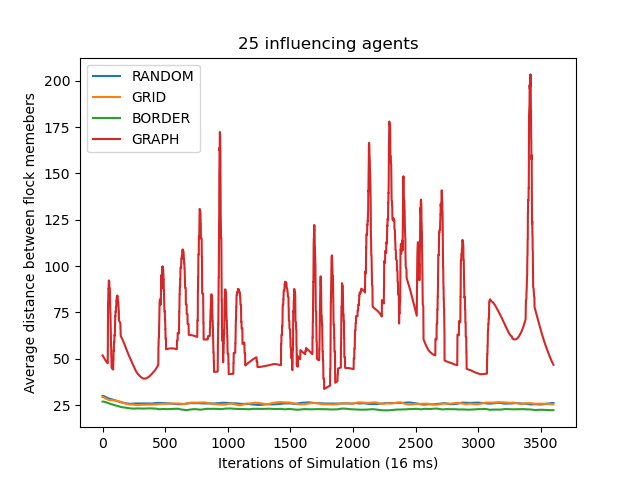 25 influencing agents
RANDOM
GRID
BORDER
GRAPH
Average distance between flock memebers
200
175
150
125
100
75
50
25
0
500
1000
1500
2000
2500
3000
3500
Iterations of Simulation (16 ms)